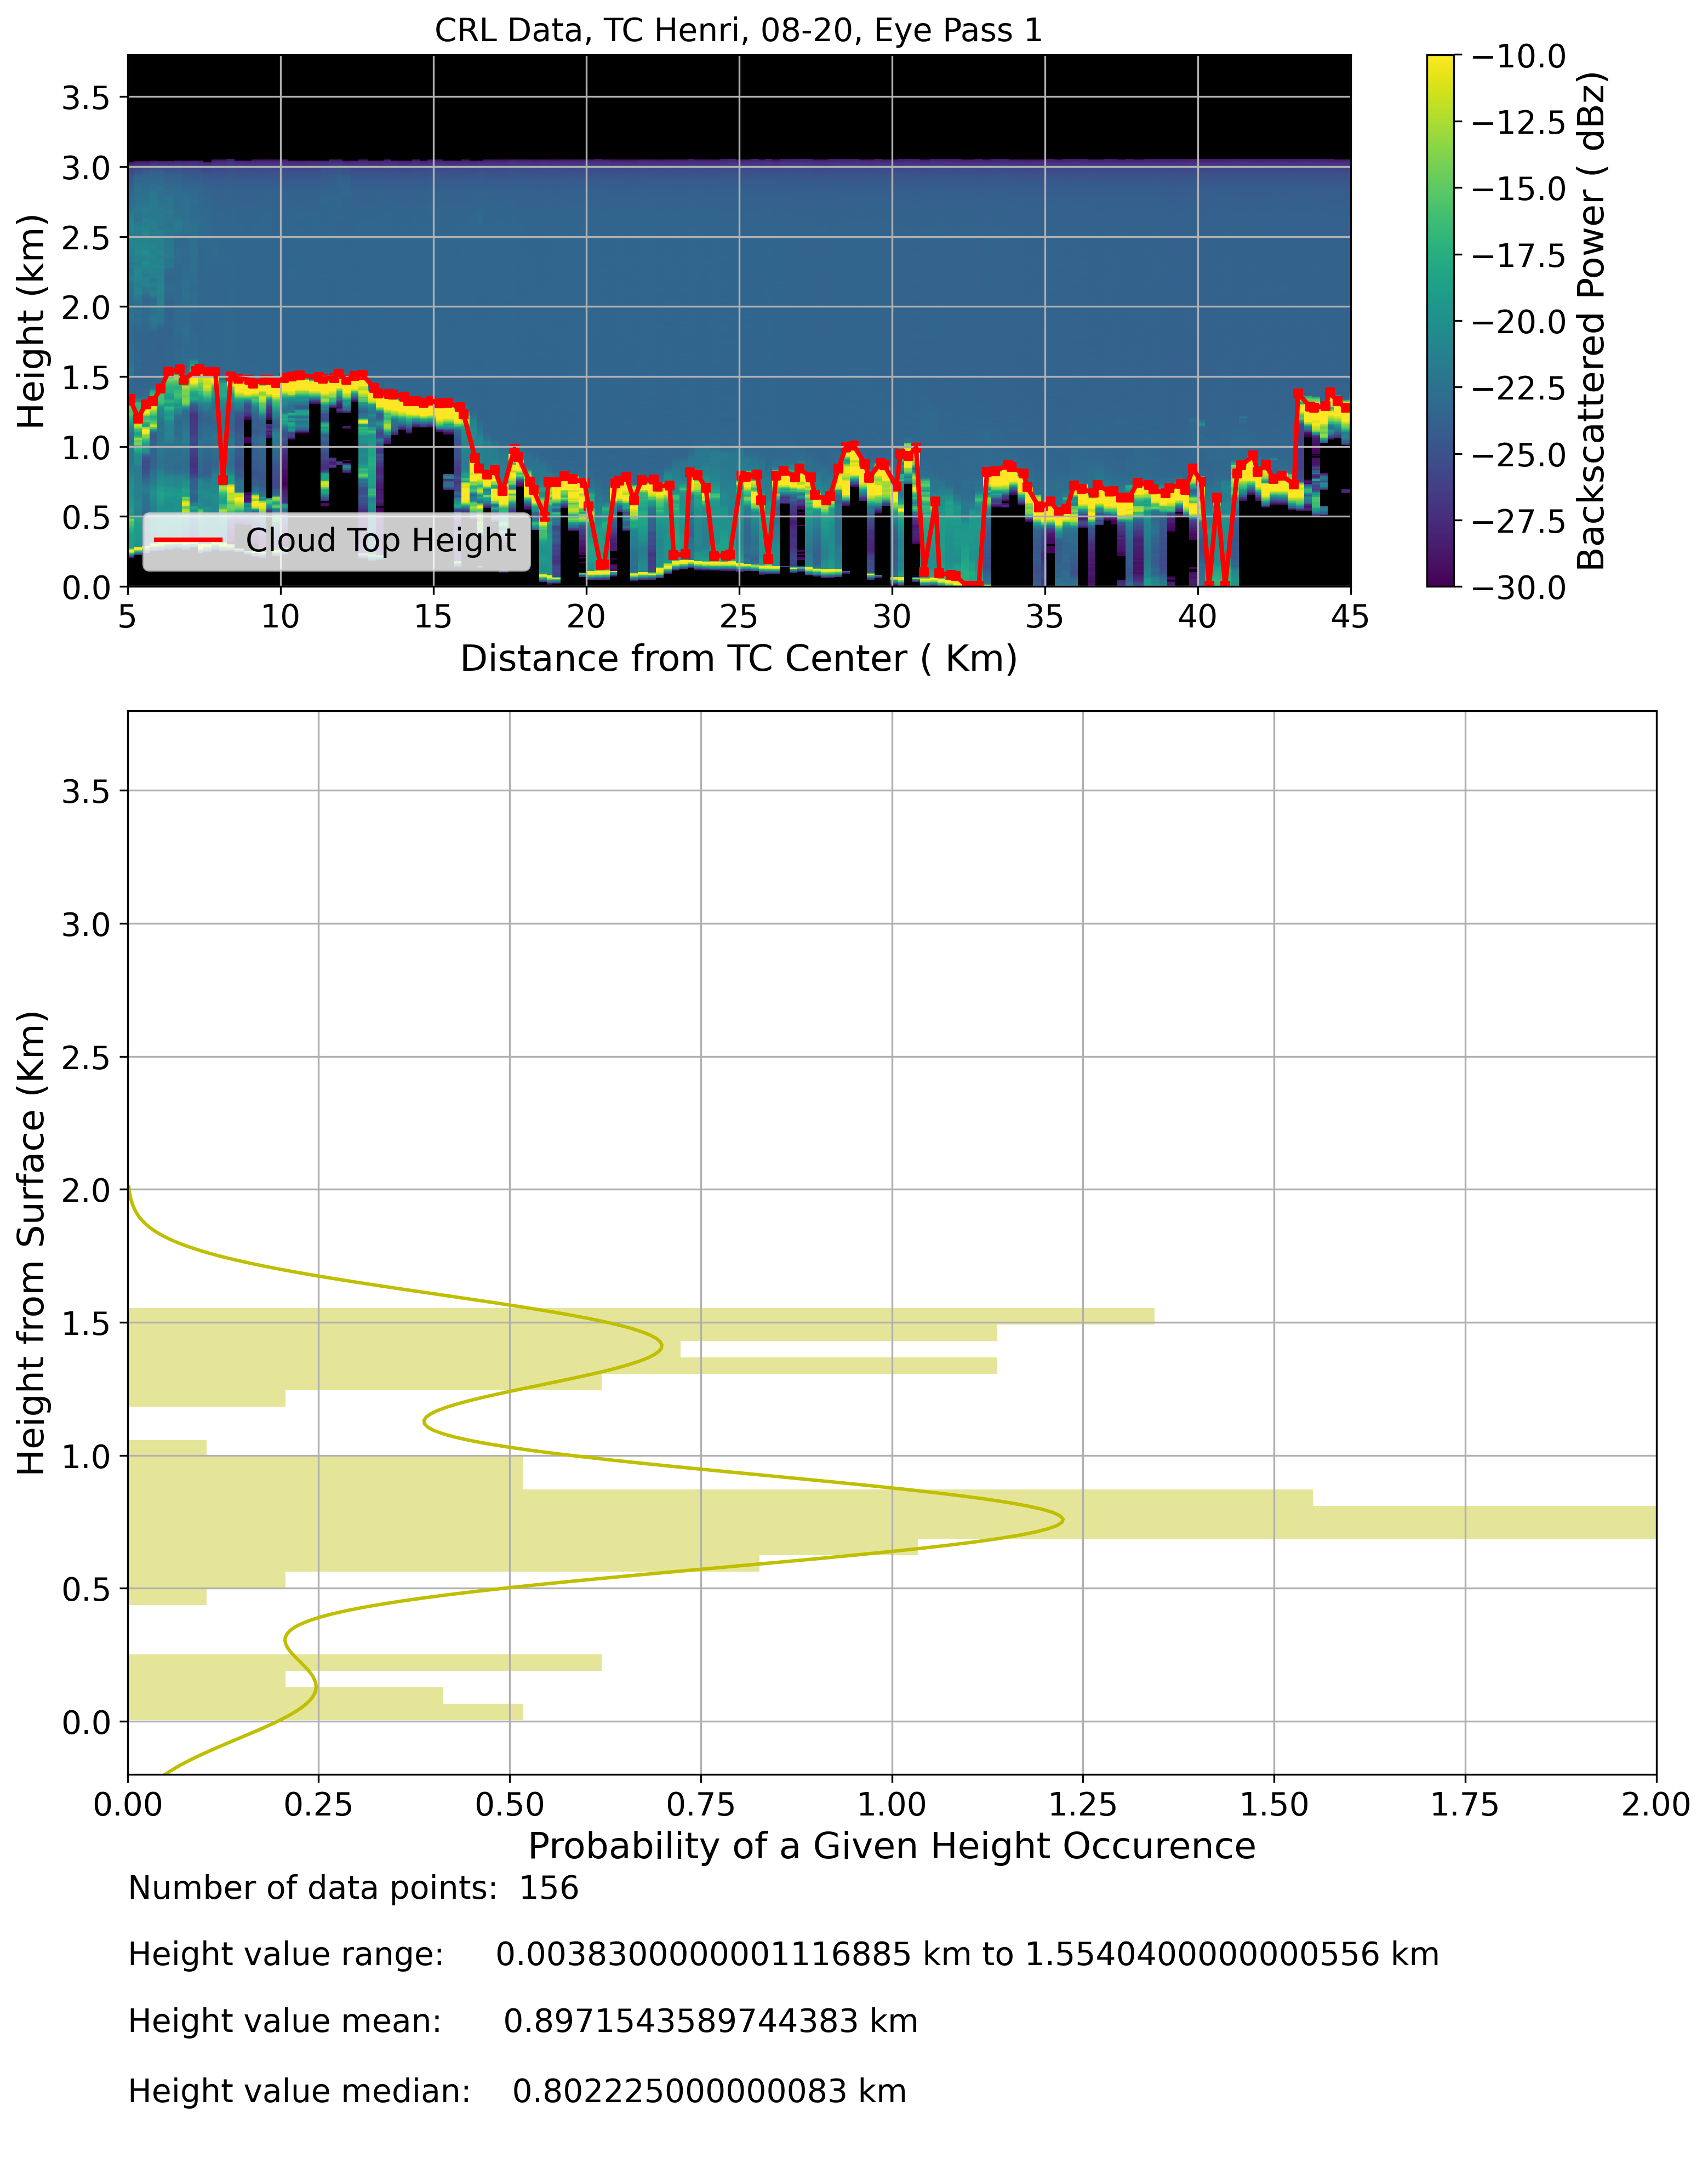 CRL Data, TC Henri, 08-20, Eye Pass 1
Height (km)
3.5
3.0
2.5
2.0
1.5
1.0
0.5
0.0
Cloud Top Height
5 10 15 20 25 30 35 40 45
Distance from TC Center ( Km)
−10.0
−12.5
−15.0
−17.5
−20.0
−22.5
−25.0
−27.5
−30.0
Backscattered Power ( dBz)
Height from Surface (Km)
3.5
3.0
2.5
2.0
1.5
1.0
0.5
0.0
0.00 0.25 0.50 0.75 1.00 1.25 1.50 1.75 2.00
Probability of a Given Height Occurence
Number of data points: 156
Height value range: 0.0038300000001116885 km to 1.5540400000000556 km
Height value mean: 0.8971543589744383 km
Height value median: 0.802225000000083 km